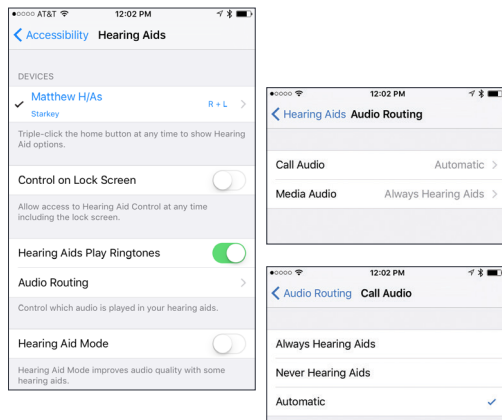 AT&T 12:02 PM
Accessibility Hearing Aids
DEVICES
Matthew H/As
Starkey
R + L
Triple-click the home button at any time to show Hearing
Aid options.
Control on Lock Screen
Allow access to Hearing Aid Control at any time
including the lock screen.
Hearing Aids Play Ringtones
Audio Routing
Control which audio is played in your hearing aids.
Hearing Aid Mode
Hearing Aid Mode improves audio quality with some
hearing aids.
12:02 PM
Hearing Aids Audio Routing
Call Audio Automatic
Media Audio Always Hearing Aids
12:02 PM
Audio Routing Call Audio
Always Hearing Aids
Never Hearing Aids
Automatic